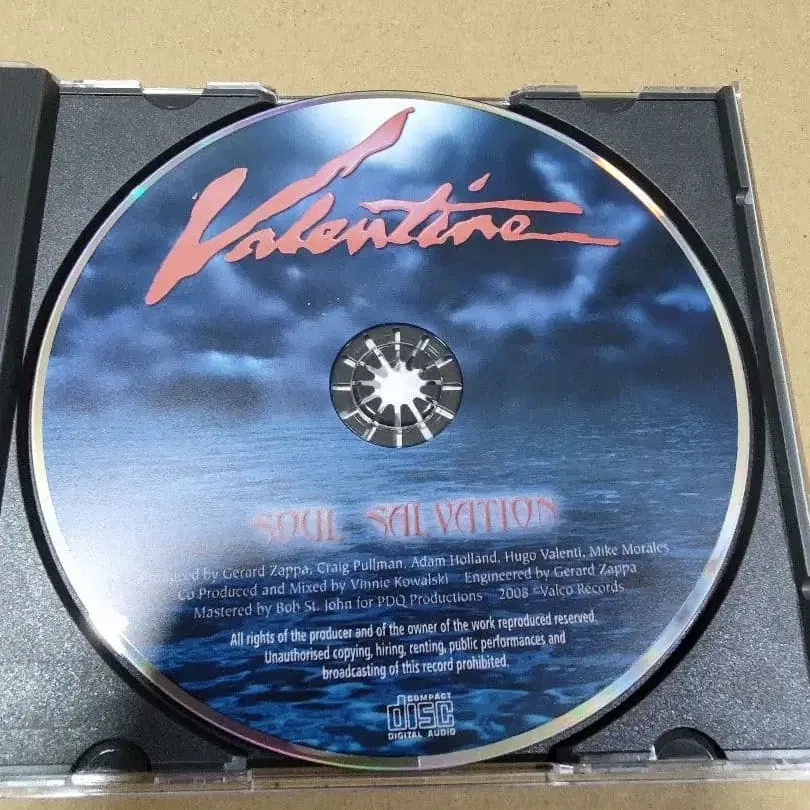 Valentine
SOUL SALVATION
by Gerard Zappa, Craig Pullman, Adam Holland, Hugo Valenti, Mike Morales
Co Produced and Mixed by Vinnie Kowalski Engineered by Gerard Zappa
Mastered by Bob St. John for PDQ Productions 2008 ©Valco Records
All rights of the producer and of the owner of the work reproduced reserved.
Unauthorised copying, hiring, renting, public performances and
broadcasting of this record prohibited.
COMPACT
disc
DIGITAL AUDIO